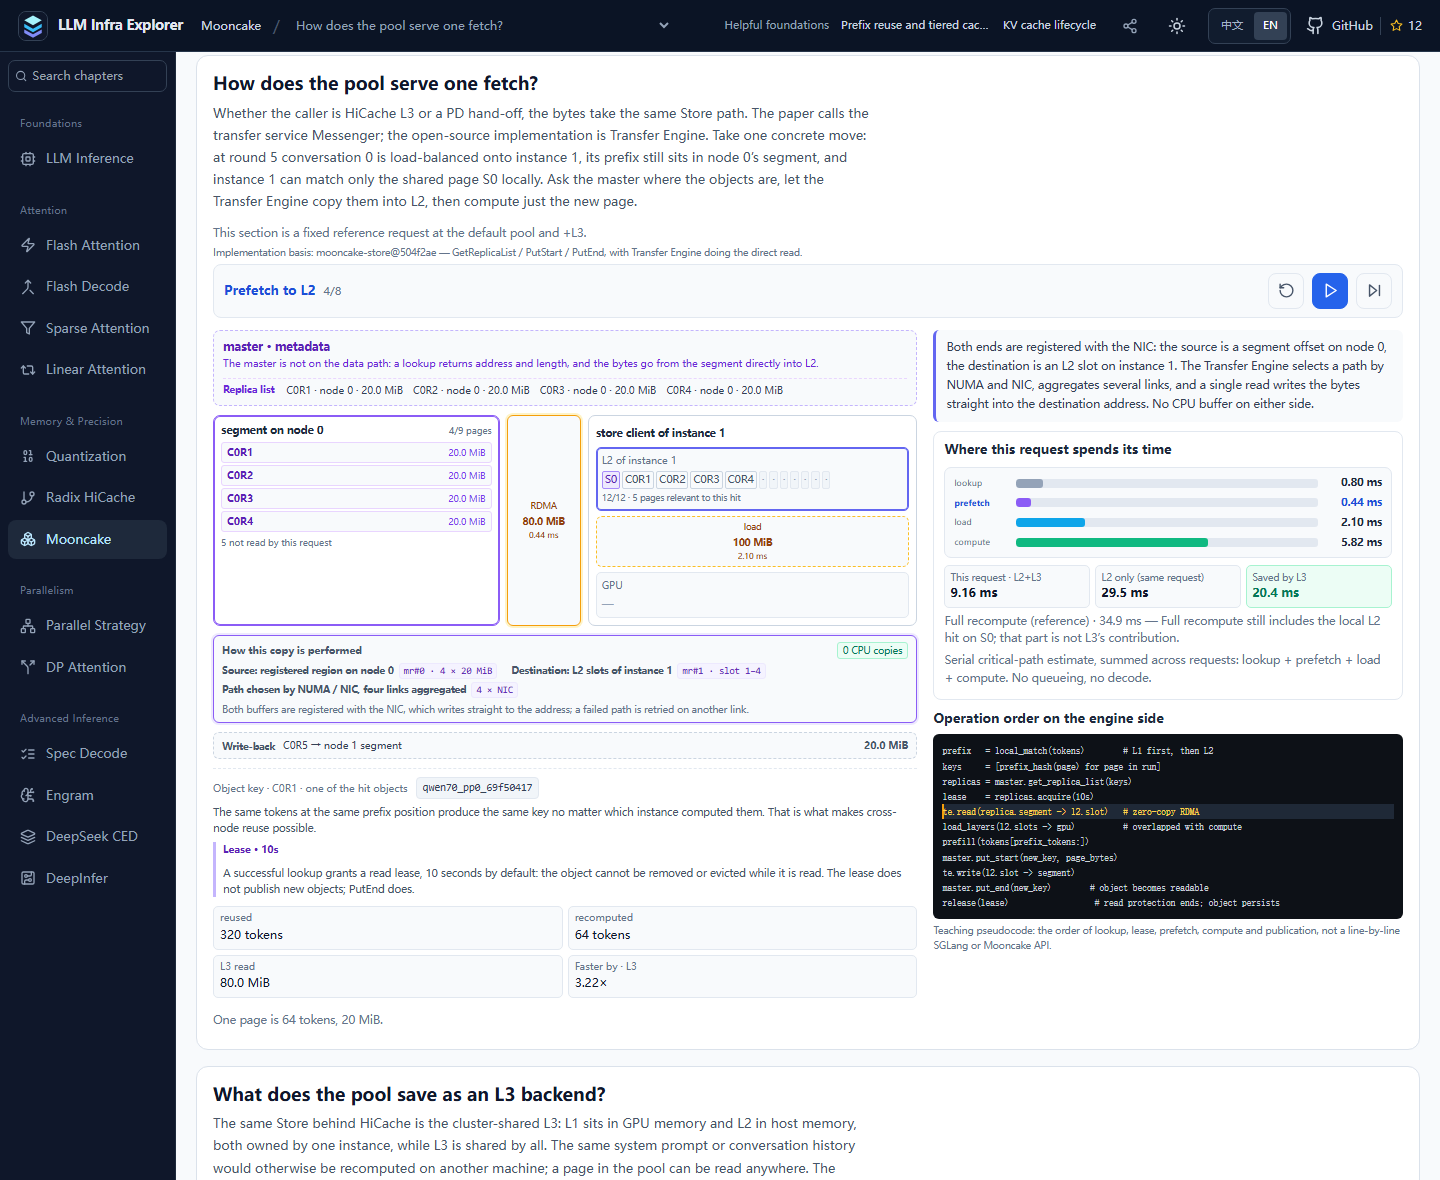 LLM Infra Explorer
Mooncake / How does the pool serve one fetch?
Helpful foundations Prefix reuse and tiered cac... KV cache lifecycle
中文 EN GitHub 12
Search chapters
Foundations
LLM Inference
Attention
Flash Attention
Flash Decode
Sparse Attention
Linear Attention
Memory & Precision
Quantization
Radix HiCache
Mooncake
Parallelism
Parallel Strategy
DP Attention
Advanced Inference
Spec Decode
Engram
DeepSeek CED
DeepInfer
How does the pool serve one fetch?
Whether the caller is HiCache L3 or a PD hand-off, the bytes take the same Store path. The paper calls the
transfer service Messenger; the open-source implementation is Transfer Engine. Take one concrete move:
at round 5 conversation 0 is load-balanced onto instance 1, its prefix still sits in node 0's segment, and
instance 1 can match only the shared page S0 locally. Ask the master where the objects are, let the
Transfer Engine copy them into L2, then compute just the new page.
This section is a fixed reference request at the default pool and +L3.
Implementation basis: mooncake-store@504f2ae — GetReplicaList / PutStart / PutEnd, with Transfer Engine doing the direct read.
Prefetch to L2 4/8
master • metadata
The master is not on the data path: a lookup returns address and length, and the bytes go from the segment directly into L2.
Replica list C0R1 · node 0 · 20.0 MiB C0R2 · node 0 · 20.0 MiB C0R3 · node 0 · 20.0 MiB C0R4 · node 0 · 20.0 MiB
segment on node 0 4/9 pages
C0R1 20.0 MiB
C0R2 20.0 MiB
C0R3 20.0 MiB
C0R4 20.0 MiB
5 not read by this request
RDMA
80.0 MiB
0.44 ms
store client of instance 1
L2 of instance 1
S0 C0R1 C0R2 C0R3 C0R4 · · · · · · ·
12/12 · 5 pages relevant to this hit
load
100 MiB
2.10 ms
GPU
—
How this copy is performed 0 CPU copies
Source: registered region on node 0 mr#0 · 4 × 20 MiB Destination: L2 slots of instance 1 mr#1 · slot 1–4
Path chosen by NUMA / NIC, four links aggregated 4 × NIC
Both buffers are registered with the NIC, which writes straight to the address; a failed path is retried on another link.
Write-back C0R5 → node 1 segment 20.0 MiB
Object key · C0R1 · one of the hit objects qwen70_pp0_69f50417
The same tokens at the same prefix position produce the same key no matter which instance computed them. That is what makes cross-
node reuse possible.
Lease • 10s
A successful lookup grants a read lease, 10 seconds by default: the object cannot be removed or evicted while it is read. The lease does
not publish new objects; PutEnd does.
reused
320 tokens
recomputed
64 tokens
L3 read
80.0 MiB
Faster by · L3
3.22×
One page is 64 tokens, 20 MiB.
Both ends are registered with the NIC: the source is a segment offset on node 0,
the destination is an L2 slot on instance 1. The Transfer Engine selects a path by
NUMA and NIC, aggregates several links, and a single read writes the bytes
straight into the destination address. No CPU buffer on either side.
Where this request spends its time
lookup 0.80 ms
prefetch 0.44 ms
load 2.10 ms
compute 5.82 ms
This request · L2+L3
9.16 ms
L2 only (same request)
29.5 ms
Saved by L3
20.4 ms
Full recompute (reference) · 34.9 ms — Full recompute still includes the local L2
hit on S0; that part is not L3's contribution.
Serial critical-path estimate, summed across requests: lookup + prefetch + load
+ compute. No queueing, no decode.
Operation order on the engine side
prefix = local_match(tokens) # L1 first, then L2
keys = [prefix_hash(page) for page in run]
replicas = master.get_replica_list(keys)
lease = replicas.acquire(10s)
te.read(replica.segment -> l2.slot) # zero-copy RDMA
load_layers(l2.slots -> gpu) # overlapped with compute
prefill(tokens[prefix_tokens:])
master.put_start(new_key, page_bytes)
te.write(l2.slot -> segment)
master.put_end(new_key) # object becomes readable
release(lease) # read protection ends; object persists
Teaching pseudocode: the order of lookup, lease, prefetch, compute and publication, not a line-by-line
SGLang or Mooncake API.
What does the pool save as an L3 backend?
The same Store behind HiCache is the cluster-shared L3: L1 sits in GPU memory and L2 in host memory,
both owned by one instance, while L3 is shared by all. The same system prompt or conversation history
would otherwise be recomputed on another machine; a page in the pool can be read anywhere. The